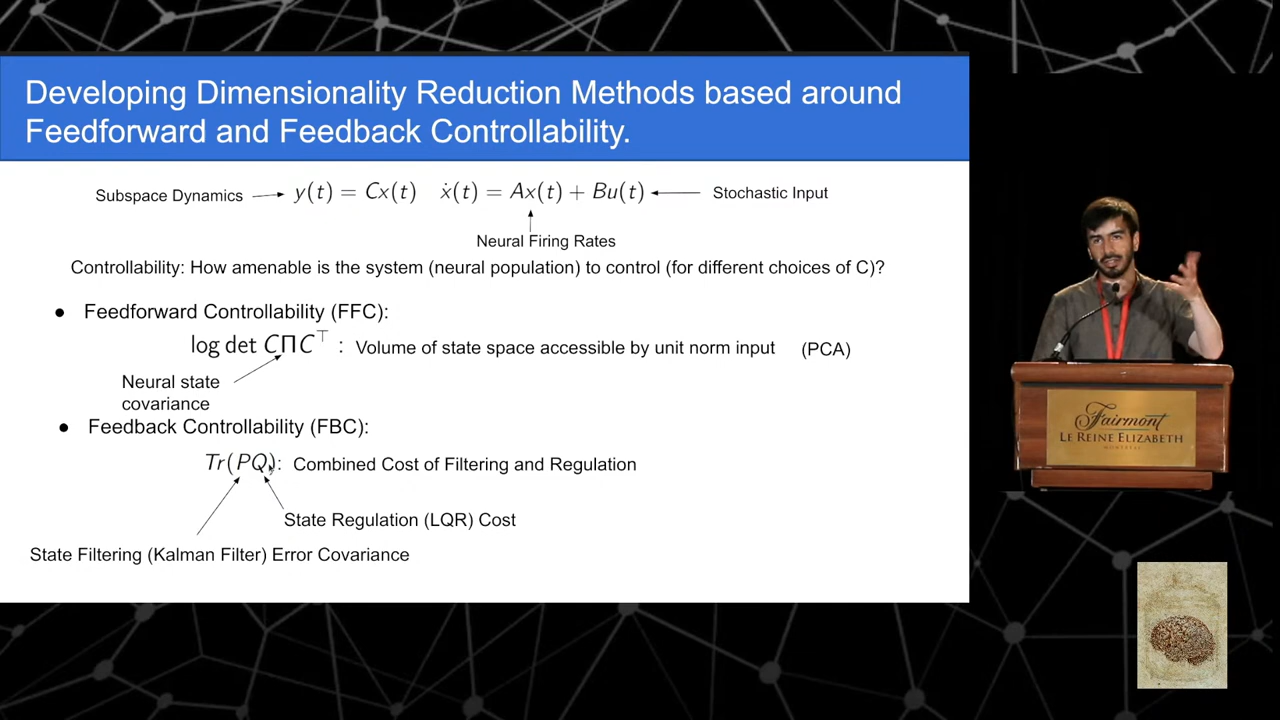 Developing Dimensionality Reduction Methods based around
Feedforward and Feedback Controllability.
Subspace Dynamics y(t) = Cx(t) ẋ(t) = Ax(t) + Bu(t) Stochastic Input
Neural Firing Rates
Controllability: How amenable is the system (neural population) to control (for different choices of C)?
● Feedforward Controllability (FFC):
log det CΠC⊤ : Volume of state space accessible by unit norm input (PCA)
Neural state
covariance
● Feedback Controllability (FBC):
Tr(PQ): Combined Cost of Filtering and Regulation
State Regulation (LQR) Cost
State Filtering (Kalman Filter) Error Covariance
Fairmont
LE REINE ELIZABETH
MONTRÉAL